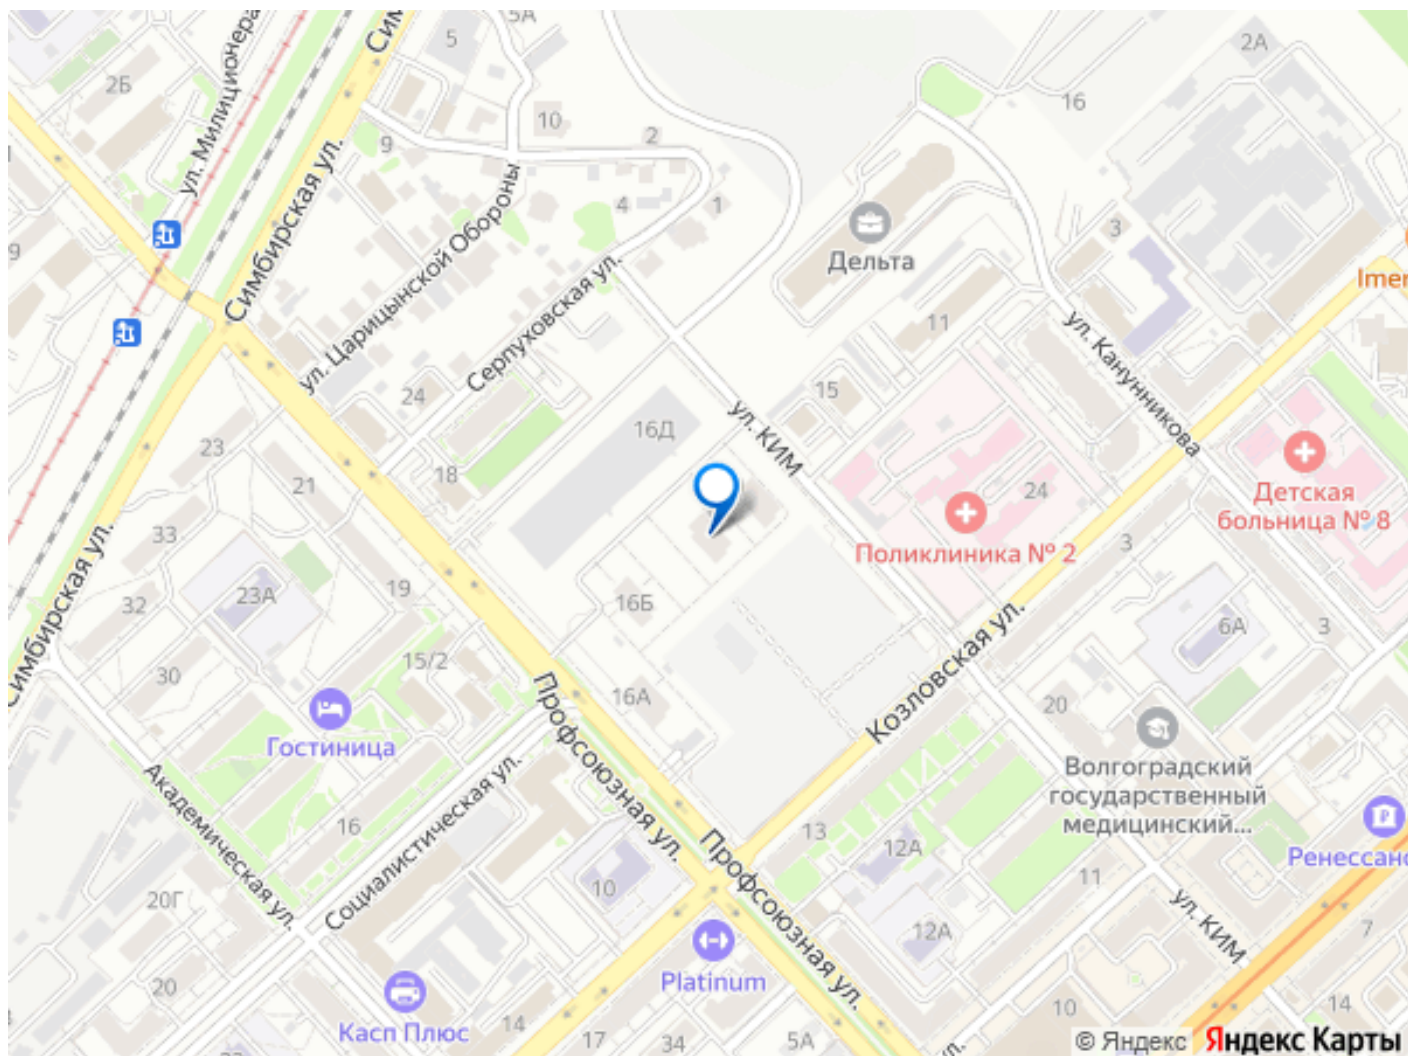 5А
Сим
5
2А
2Б
ул. Милиционера
16
10
2
9
Симбирская ул.
ул. Царицынской Обороны
4
1
3
Дельта
9
Imer
Серпуховская ул.
11
ул. Канунникова
24
15
23
16Д
ул. КИМ
18
21
24
Детская
больница № 8
33
Поликлиника № 2
3
Симбирская ул.
23А
19
32
16Б
6А
3
15/2
30
16А
Козловская ул.
20
Гостиница
Профсоюзная ул.
Волгоградский
государственный
медицинский...
Академическая ул.
16
Социалистическая ул.
13
12А
Ренессанс
Профсоюзная ул.
10
11
20Г
ул. КИМ
12А
7
Platinum
20
Касп Плюс
14
17
34
5А
10
14
© Яндекс Яндекс Карты